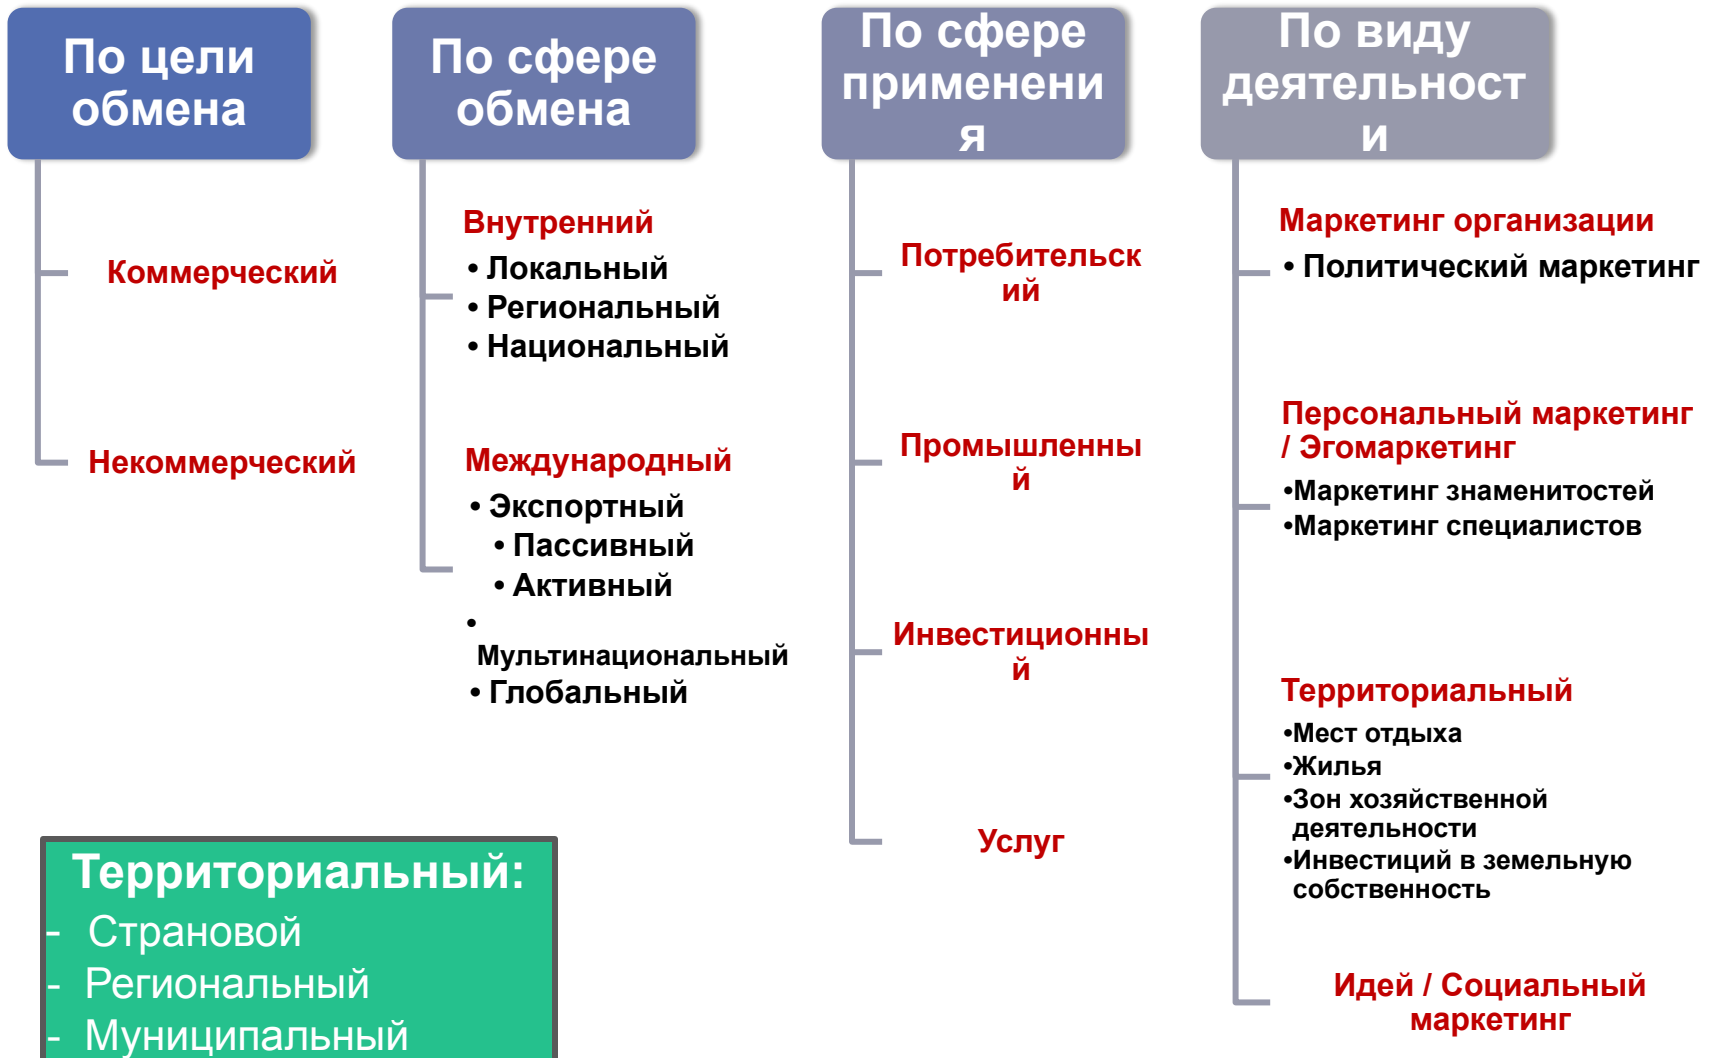 По цели
обмена
Коммерческий
Некоммерческий
По сфере
обмена
Внутренний
• Локальный
• Региональный
• Национальный
Международный
• Экспортный
• Пассивный
• Активный
•
Мультинациональный
• Глобальный
По сфере
применени
я
Потребительск
ий
Промышленны
й
Инвестиционны
й
Услуг
По виду
деятельност
и
Маркетинг организации
• Политический маркетинг
Персональный маркетинг
/ Эгомаркетинг
•Маркетинг знаменитостей
•Маркетинг специалистов
Территориальный
•Мест отдыха
•Жилья
•Зон хозяйственной
деятельности
•Инвестиций в земельную
собственность
Идей / Социальный
маркетинг
Территориальный:
- Страновой
- Региональный
- Муниципальный